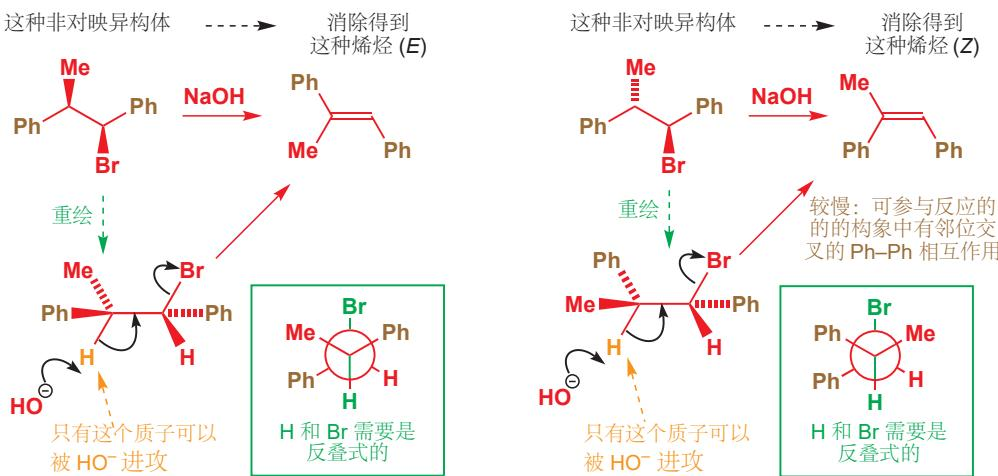 这种非对映异构体
消除得到
这种烯烃 (E)
Me
Ph
Ph
Br
NaOH
Ph
Me
Ph
重绘
Me
Br
Ph
Ph
H
H
HO⊖
只有这个质子可以
被 HO⁻ 进攻
Br
Me
Ph
Ph
H
H
H 和 Br 需要是
反叠式的
这种非对映异构体
消除得到
这种烯烃 (Z)
Me
Ph
Ph
Br
NaOH
Me
Ph
Ph
重绘
较慢：可参与反应的
的的构象中有邻位交
叉的 Ph–Ph 相互作用
Ph
Br
Me
Ph
H
H
HO⊖
只有这个质子可以
被 HO⁻ 进攻
Br
Ph
Me
Ph
H
H
H 和 Br 需要是
反叠式的